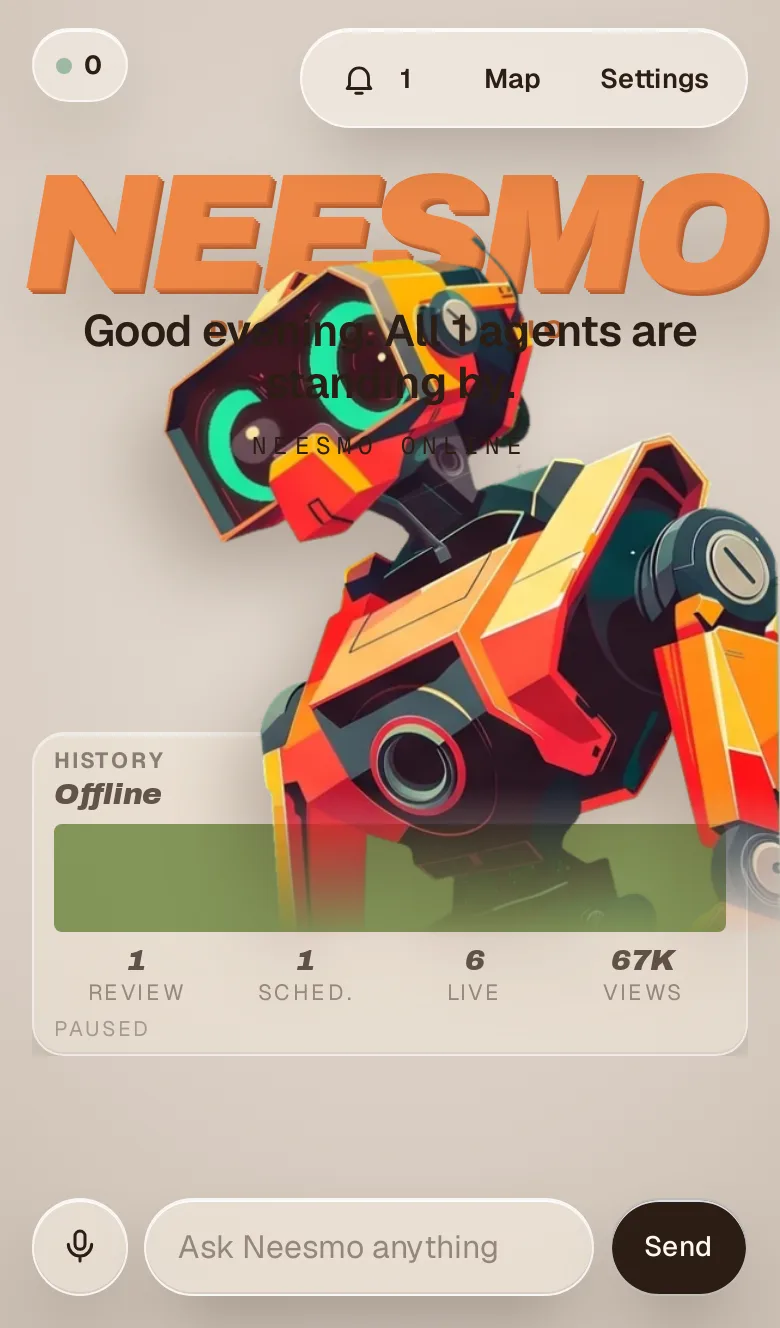 0
1 Map Settings
NEESMO
Good evening. All 1 agents are
standing by.
NEESMO ONLINE
HISTORY
Offline
1 1 6 67K
REVIEW SCHED. LIVE VIEWS
PAUSED
Ask Neesmo anything Send